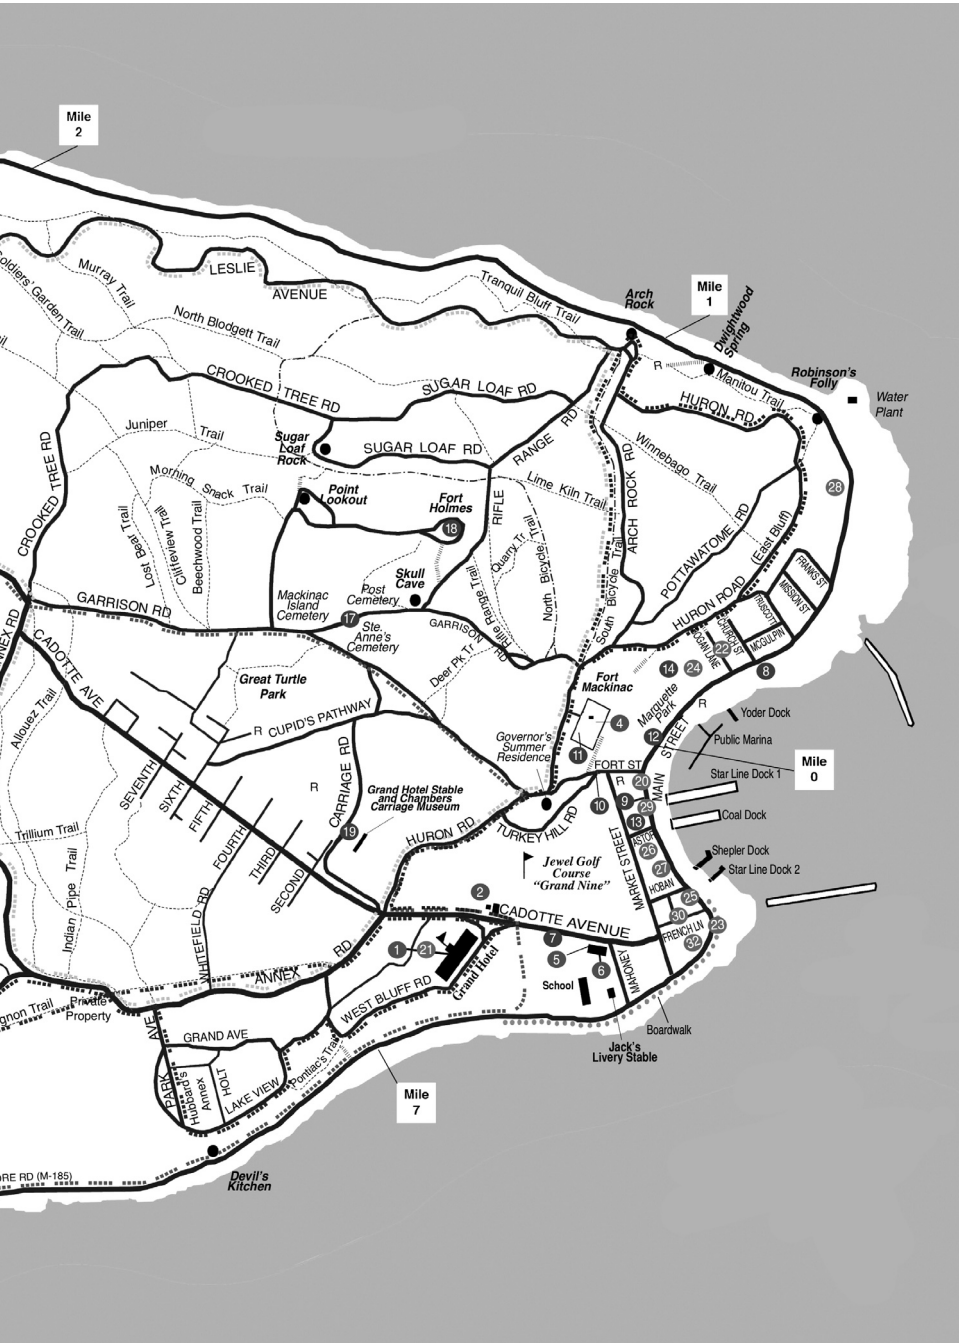 Mile
2
Mile
1
Arch
Rock
Dwightwood
Spring
Robinson's
Folly
Water
Plant
LESLIE
AVENUE
Murray Trail
Soldiers Garden Trail
North Blodgett Trail
Tranquil Bluff Trail
R
Manitou Trail
HURON RD
CROOKED TREE RD
SUGAR LOAF RD
Juniper Trail
Sugar
Loaf
Rock
SUGAR LOAF RD
RANGE RD
RIFLE
Winnebago Trail
CROOKED TREE RD
Morning Snack Trail
Point
Lookout
Fort
Holmes
18
Lime Kiln Trail
ARCH ROCK RD
28
Lost Bear Trail
Cliffview Trail
Beechwood Trail
Quarry Tr
North Bicycle Trail
South Bicycle Trail
Rifle Range Trail
POTTAWATOME RD
(East Bluff)
HURON ROAD
FRANKS ST
MISSION ST
TRUSCOTT
CHURCH ST
BOGAN LANE
MCGULPIN
22
8
Skull
Cave
Post
Cemetery
Mackinac
Island
Cemetery
17
Ste.
Anne's
Cemetery
GARRISON RD
GARRISON
RD
ANNEX RD
CADOTTE AVE
Deer Pk Tr
Great Turtle
Park
R
CUPID'S PATHWAY
Allouez Trail
Fort
Mackinac
14
24
4
11
Marquette
Park
12
R
Yoder Dock
Public Marina
Mile
0
Governor's
Summer
Residence
FORT ST
MAIN
STREET
Star Line Dock 1
Coal Dock
Shepler Dock
Star Line Dock 2
R
20
10
9
29
13
ASTOR
26
27
HOBAN
25
30
23
FRENCH LN
32
MARKET STREET
TURKEY HILL RD
HURON RD
SEVENTH
SIXTH
FIFTH
FOURTH
THIRD
SECOND
R
CARRIAGE RD
Grand Hotel Stable
and Chambers
Carriage Museum
19
Jewel Golf
Course
“Grand Nine”
2
CADOTTE AVENUE
7
5
6
School
MAHONEY
Boardwalk
Jack's
Livery Stable
1
21
Grand Hotel
Trillium Trail
Indian Pipe Trail
WHITEFIELD RD
ANNEX
RD
WEST BLUFF RD
Private
Property
gnon Trail
AVE
PARK
GRAND AVE
Hubbard's
Annex
HOLT
LAKE VIEW
Pontiac's Trail
Mile
7
Devil's
Kitchen
ORE RD (M-185)